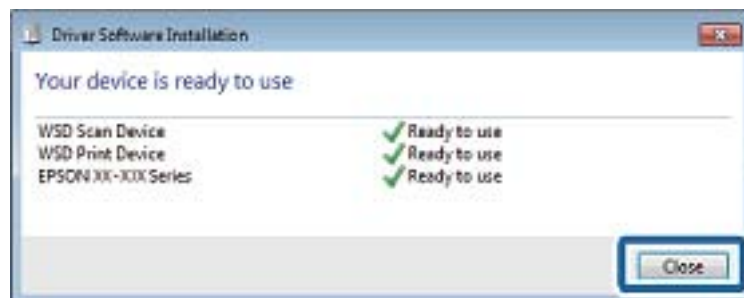 Driver Software Installation
Your device is ready to use
WSD Scan Device Ready to use
WSD Print Device Ready to use
EPSON XX-XXX Series Ready to use
Close